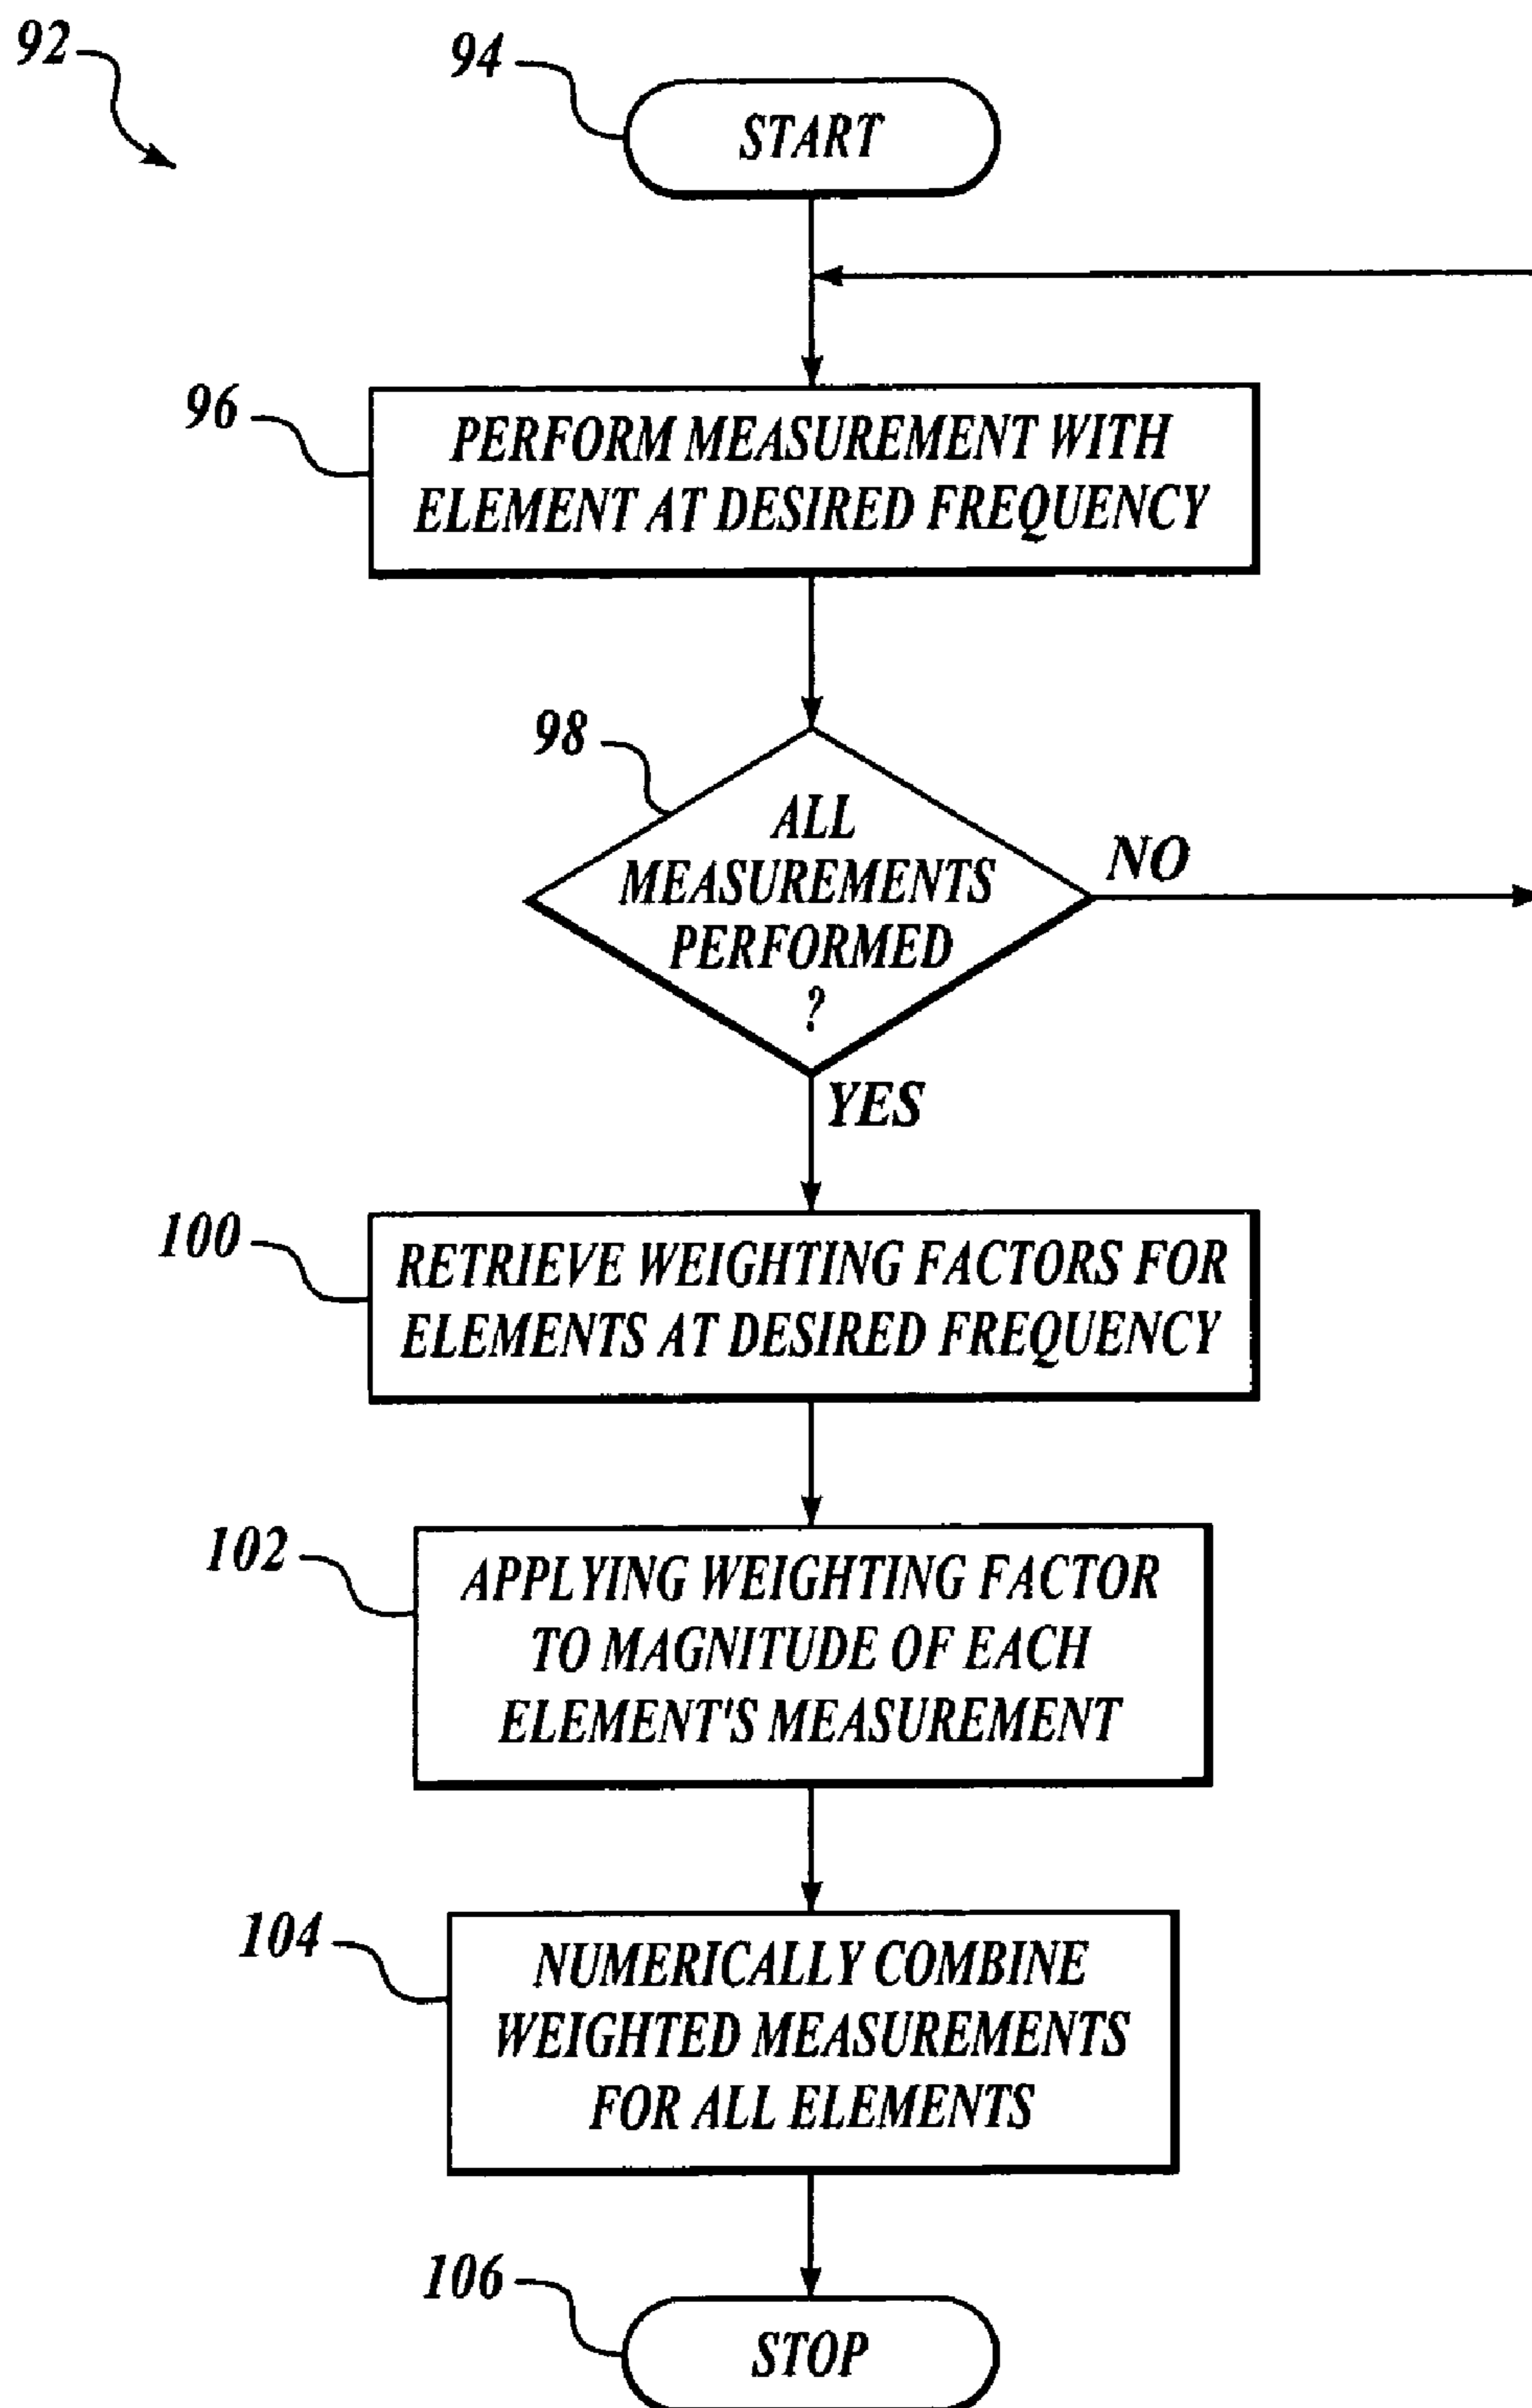 92
94
START
96
PERFORM MEASUREMENT WITH
ELEMENT AT DESIRED FREQUENCY
98
ALL
MEASUREMENTS
PERFORMED
?
NO
YES
100
RETRIEVE WEIGHTING FACTORS FOR
ELEMENTS AT DESIRED FREQUENCY
102
APPLYING WEIGHTING FACTOR
TO MAGNITUDE OF EACH
ELEMENT'S MEASUREMENT
104
NUMERICALLY COMBINE
WEIGHTED MEASUREMENTS
FOR ALL ELEMENTS
106
STOP